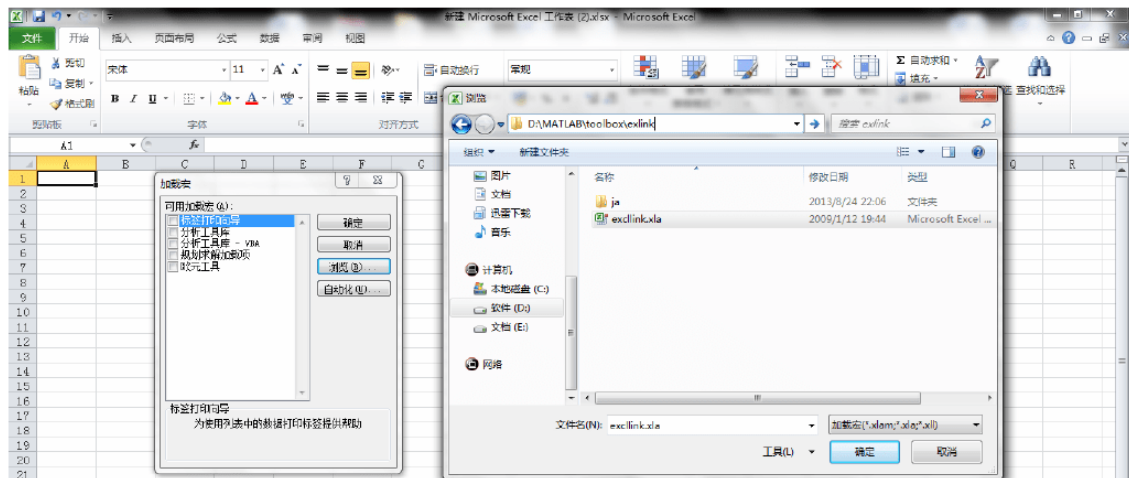 新建 Microsoft Excel 工作表 (2).xlsx - Microsoft Excel
文件 开始 插入 页面布局 公式 数据 审阅 视图
剪切
复制
格式刷
粘贴
宋体 11
B I U A
自动换行
常规
Σ 自动求和
填充
查找和选择
剪贴板 字体 对齐方式
A1 fx
A B C D E F G Q R
1
2
3
4
5
6
7
8
9
10
11
12
13
14
15
16
17
18
19
20
21
加载宏
可用加载宏(A):
标签打印向导
分析工具库
分析工具库 - VBA
规划求解加载项
欧元工具
确定
取消
浏览(B)...
自动化(U)...
标签打印向导
为使用列表中的数据打印标签提供帮助
浏览
D:\MATLAB\toolbox\exlink
搜索 exlink
组织 新建文件夹
图片
文档
迅雷下载
音乐
计算机
本地磁盘 (C:)
软件 (D:)
文档 (E:)
网络
名称 修改日期 类型
ja 2013/8/24 22:06 文件夹
excllink.xla 2009/1/12 19:44 Microsoft Excel ...
文件名(N): excllink.xla 加载宏(*.xlam;*.xla;*.xll)
工具(L) 确定 取消